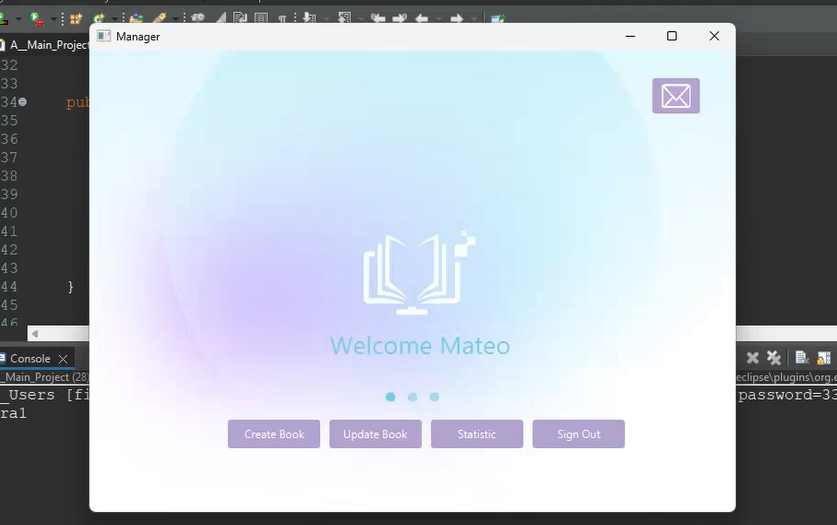 Manager
A__Main_Project
32
33
34
pub
35
36
37
38
39
40
41
42
43
44
}
45
46
Welcome Mateo
Create Book
Update Book
Statistic
Sign Out
Console
_Main_Project (28)
eclipse\plugins\org.e
_Users [fi
password=33
ra1